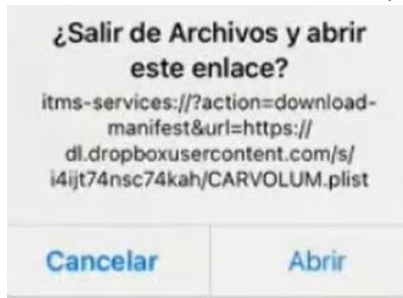 ¿Salir de Archivos y abrir
este enlace?
itms-services://?action=download-
manifest&url=https://
dl.dropboxusercontent.com/s/
i4ijt74nsc74kah/CARVOLUM.plist
Cancelar
Abrir